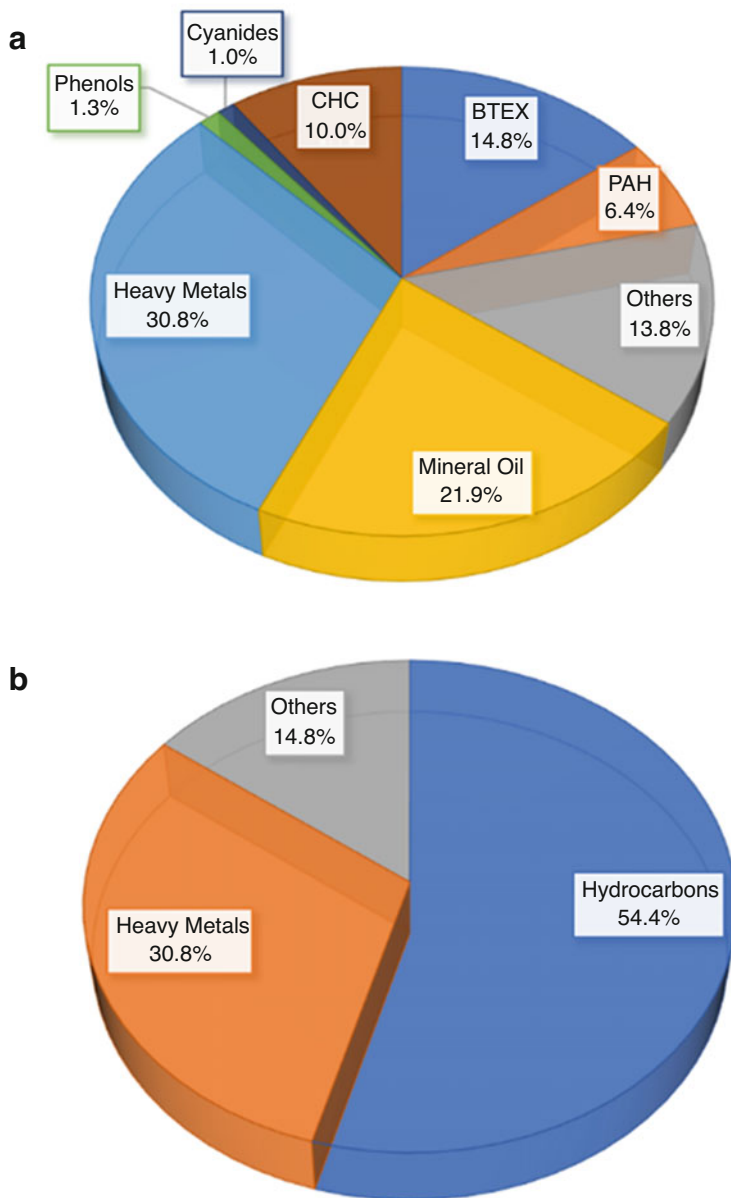 a
Cyanides
1.0%
Phenols
1.3%
CHC
10.0%
BTEX
14.8%
PAH
6.4%
Heavy Metals
30.8%
Others
13.8%
Mineral Oil
21.9%
b
Others
14.8%
Hydrocarbons
54.4%
Heavy Metals
30.8%